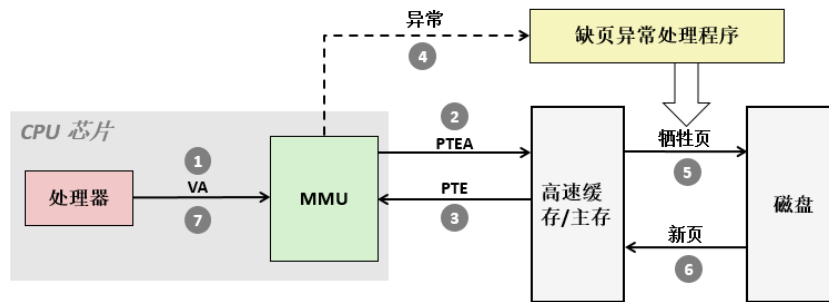 异常
4
缺页异常处理程序
CPU 芯片
1
VA
7
处理器
MMU
2
PTEA
PTE
3
高速缓
存/主存
牺牲页
5
新页
6
磁盘